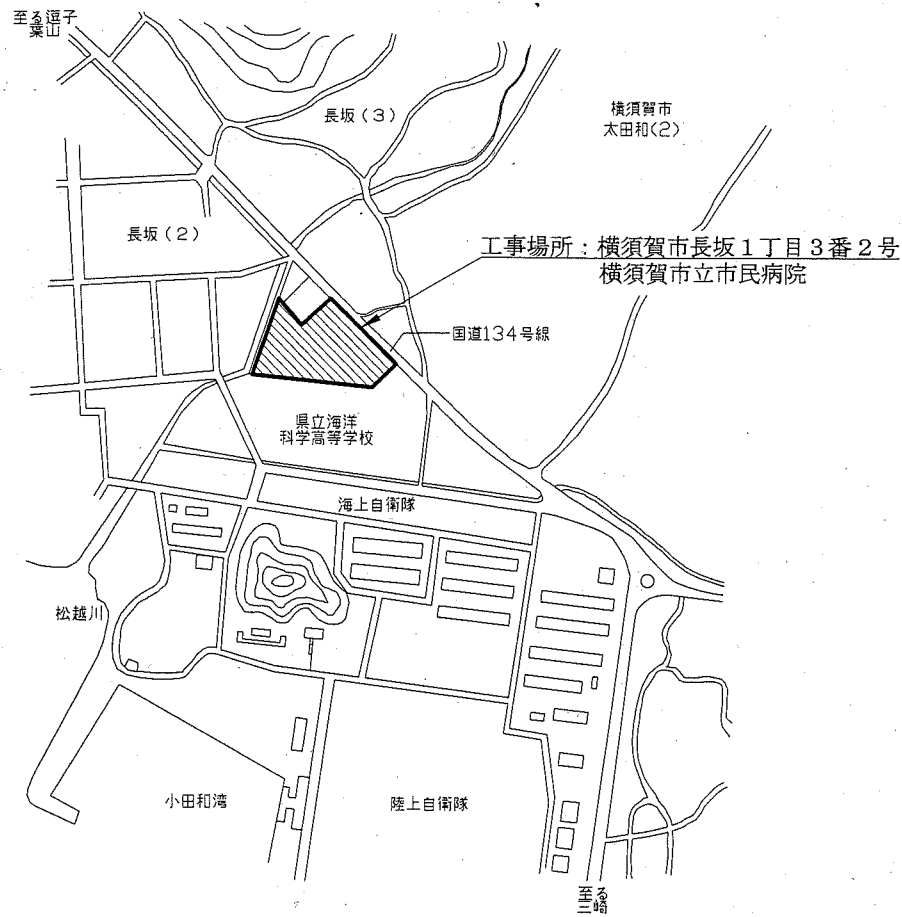 至る逗子
葉山
長坂(3)
横須賀市
太田和(2)
長坂(2)
工事場所:横須賀市長坂1丁目3番2号
横須賀市立市民病院
国道134号線
県立海洋
科学高等学校
海上自衛隊
松越川
小田和湾
陸上自衛隊
至る
三崎